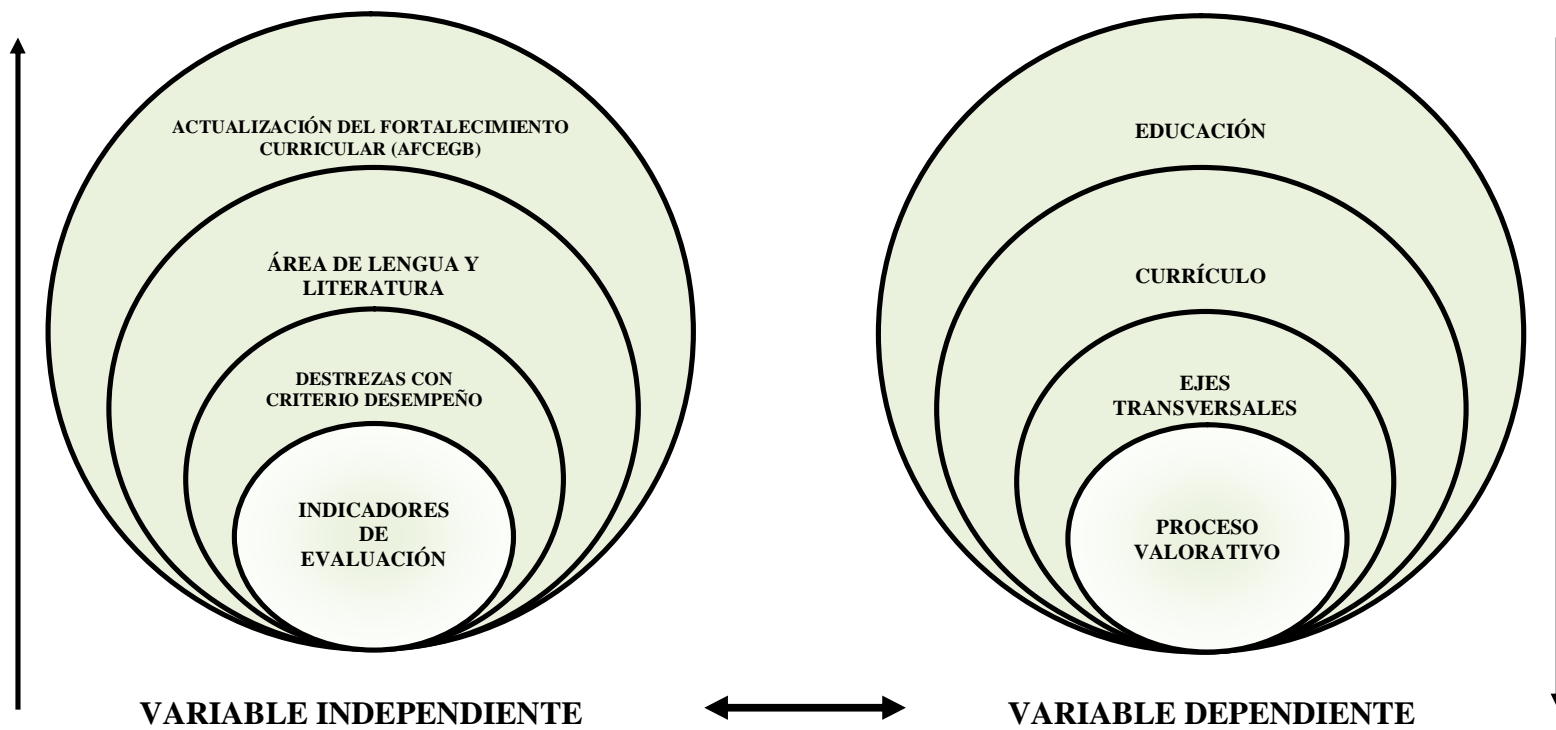 ACTUALIZACIÓN DEL FORTALECIMIENTO
CURRICULAR (AFCEGB)
ÁREA DE LENGUA Y
LITERATURA
DESTREZAS CON
CRITERIO DESEMPEÑO
INDICADORES
DE
EVALUACIÓN
VARIABLE INDEPENDIENTE
EDUCACIÓN
CURRÍCULO
EJES
TRANSVERSALES
PROCESO
VALORATIVO
VARIABLE DEPENDIENTE